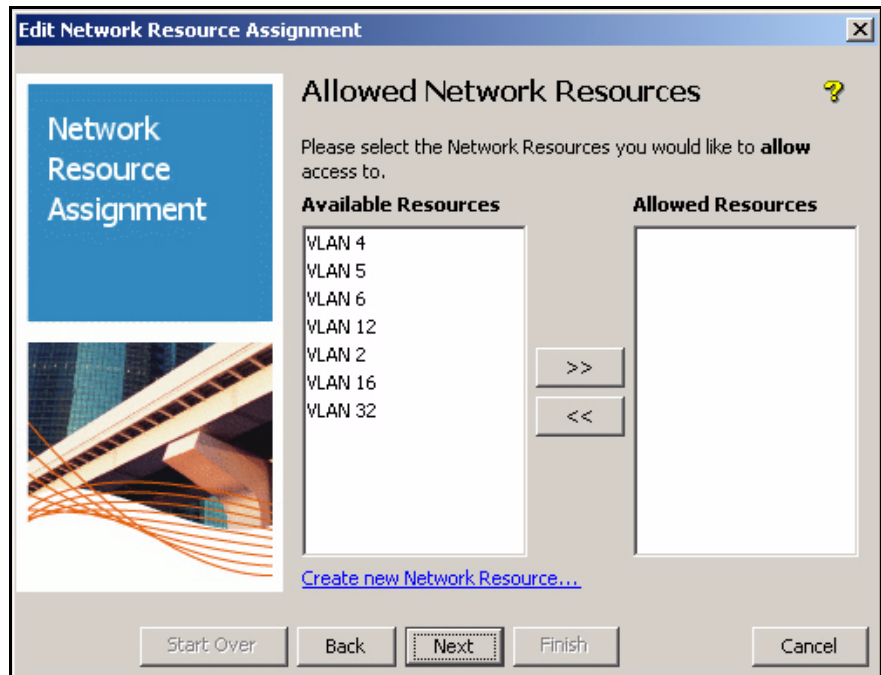 Edit Network Resource Assignment
Network
Resource
Assignment
Allowed Network Resources
?
Please select the Network Resources you would like to allow
access to.
Available Resources
Allowed Resources
VLAN 4
VLAN 5
VLAN 6
VLAN 12
VLAN 2
VLAN 16
VLAN 32
>>
<<
Create new Network Resource...
Start Over
Back
Next
Finish
Cancel